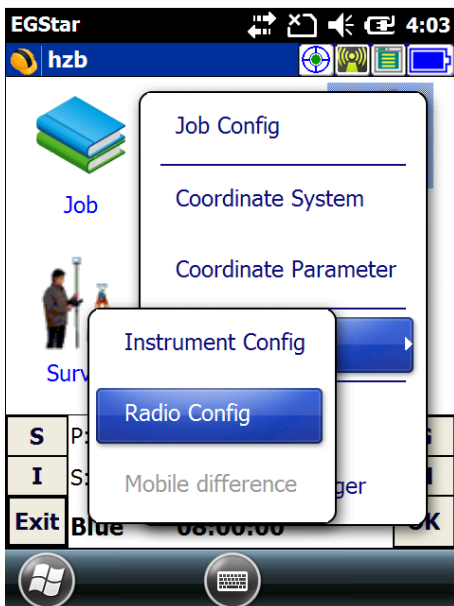 EGStar 4:03
hzb
Job Config
Job
Coordinate System
Coordinate Parameter
Instrument Config
Radio Config
Mobile difference
S P:
I S:
Exit Blue 08:00:00 OK